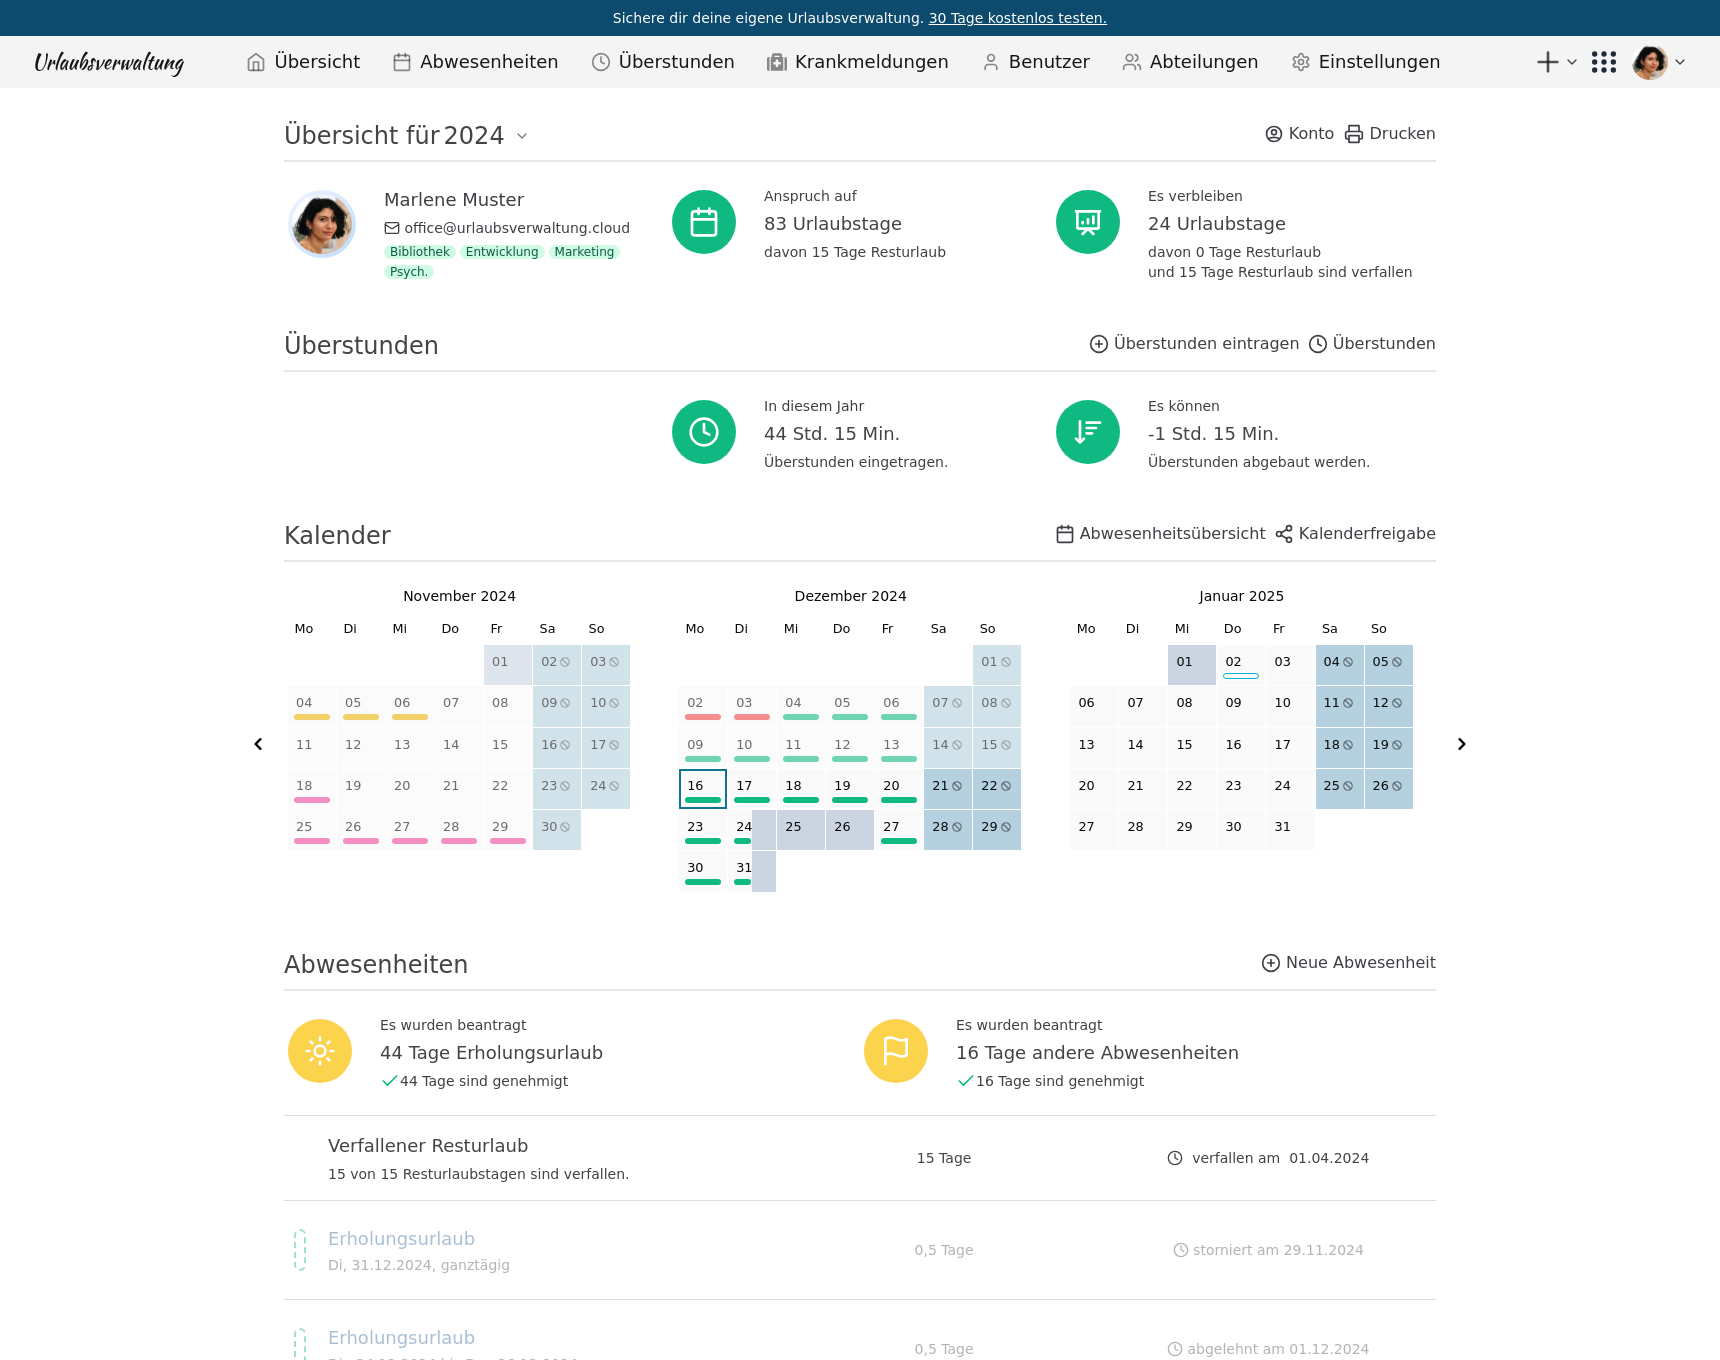 Sichere dir deine eigene Urlaubsverwaltung. 30 Tage kostenlos testen.
Urlaubsverwaltung Übersicht Abwesenheiten Überstunden Krankmeldungen Benutzer Abteilungen Einstellungen
Übersicht für 2024 Konto Drucken
Marlene Muster
office@urlaubsverwaltung.cloud
Bibliothek Entwicklung Marketing
Psych.
Anspruch auf
83 Urlaubstage
davon 15 Tage Resturlaub
Es verbleiben
24 Urlaubstage
davon 0 Tage Resturlaub
und 15 Tage Resturlaub sind verfallen
Überstunden Überstunden eintragen Überstunden
In diesem Jahr
44 Std. 15 Min.
Überstunden eingetragen.
Es können
-1 Std. 15 Min.
Überstunden abgebaut werden.
Kalender Abwesenheitsübersicht Kalenderfreigabe
November 2024
Mo Di Mi Do Fr Sa So
01 02 03
04 05 06 07 08 09 10
11 12 13 14 15 16 17
18 19 20 21 22 23 24
25 26 27 28 29 30
Dezember 2024
Mo Di Mi Do Fr Sa So
01
02 03 04 05 06 07 08
09 10 11 12 13 14 15
16 17 18 19 20 21 22
23 24 25 26 27 28 29
30 31
Januar 2025
Mo Di Mi Do Fr Sa So
01 02 03 04 05
06 07 08 09 10 11 12
13 14 15 16 17 18 19
20 21 22 23 24 25 26
27 28 29 30 31
Abwesenheiten Neue Abwesenheit
Es wurden beantragt
44 Tage Erholungsurlaub
44 Tage sind genehmigt
Es wurden beantragt
16 Tage andere Abwesenheiten
16 Tage sind genehmigt
Verfallener Resturlaub
15 von 15 Resturlaubstagen sind verfallen.
15 Tage
verfallen am 01.04.2024
Erholungsurlaub
Di, 31.12.2024, ganztägig
0,5 Tage
storniert am 29.11.2024
Erholungsurlaub
0,5 Tage
abgelehnt am 01.12.2024